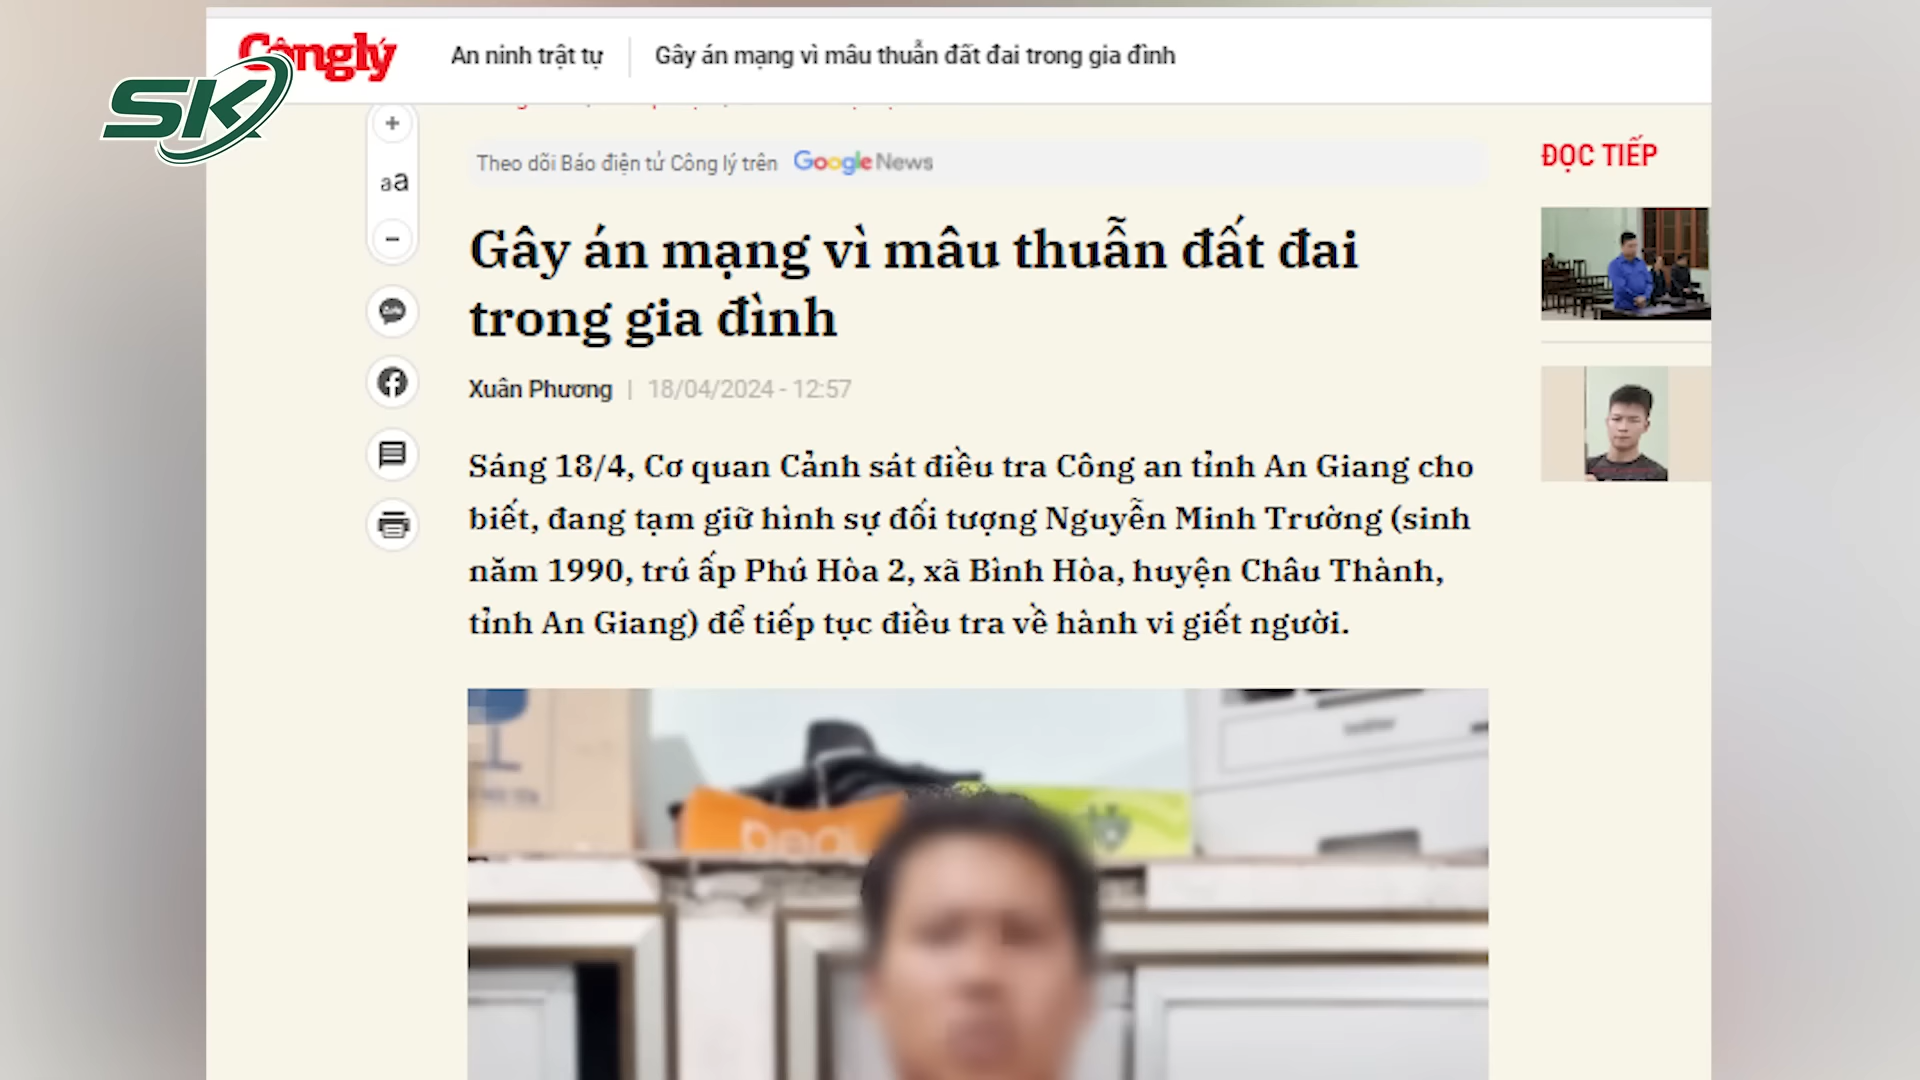 Cônglý
An ninh trật tự
Gây án mạng vì mâu thuẫn đất đai trong gia đình
SK
+
aa
−
Theo dõi Báo điện tử Công lý trên Google News
ĐỌC TIẾP
Gây án mạng vì mâu thuẫn đất đai
trong gia đình
Xuân Phương | 18/04/2024 - 12:57
Sáng 18/4, Cơ quan Cảnh sát điều tra Công an tỉnh An Giang cho
biết, đang tạm giữ hình sự đối tượng Nguyễn Minh Trường (sinh
năm 1990, trú ấp Phú Hòa 2, xã Bình Hòa, huyện Châu Thành,
tỉnh An Giang) để tiếp tục điều tra về hành vi giết người.